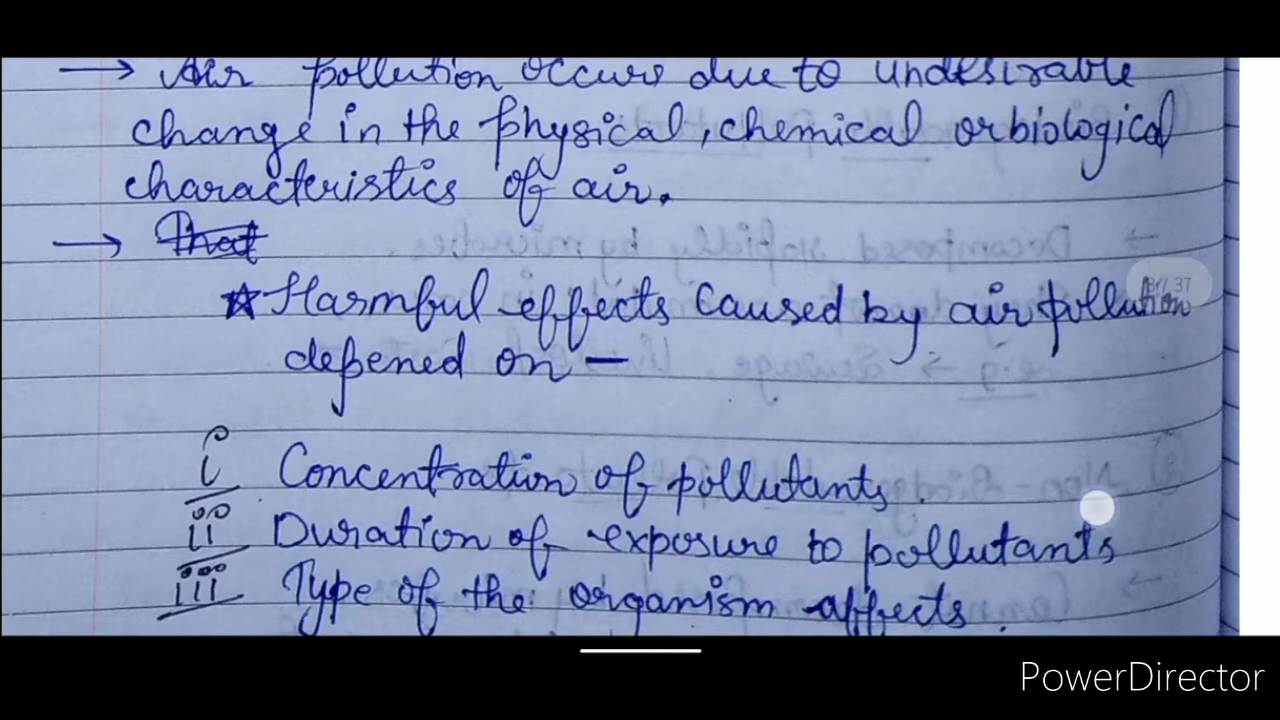 → Air pollution occurs due to undesirable
change in the physical, chemical or biological
characteristics of air.
→ That
☆ Harmful effects caused by air pollution
depened on —
i Concentration of pollutants.
ii Duration of exposure to pollutants
iii Type of the organism affects.
PowerDirector